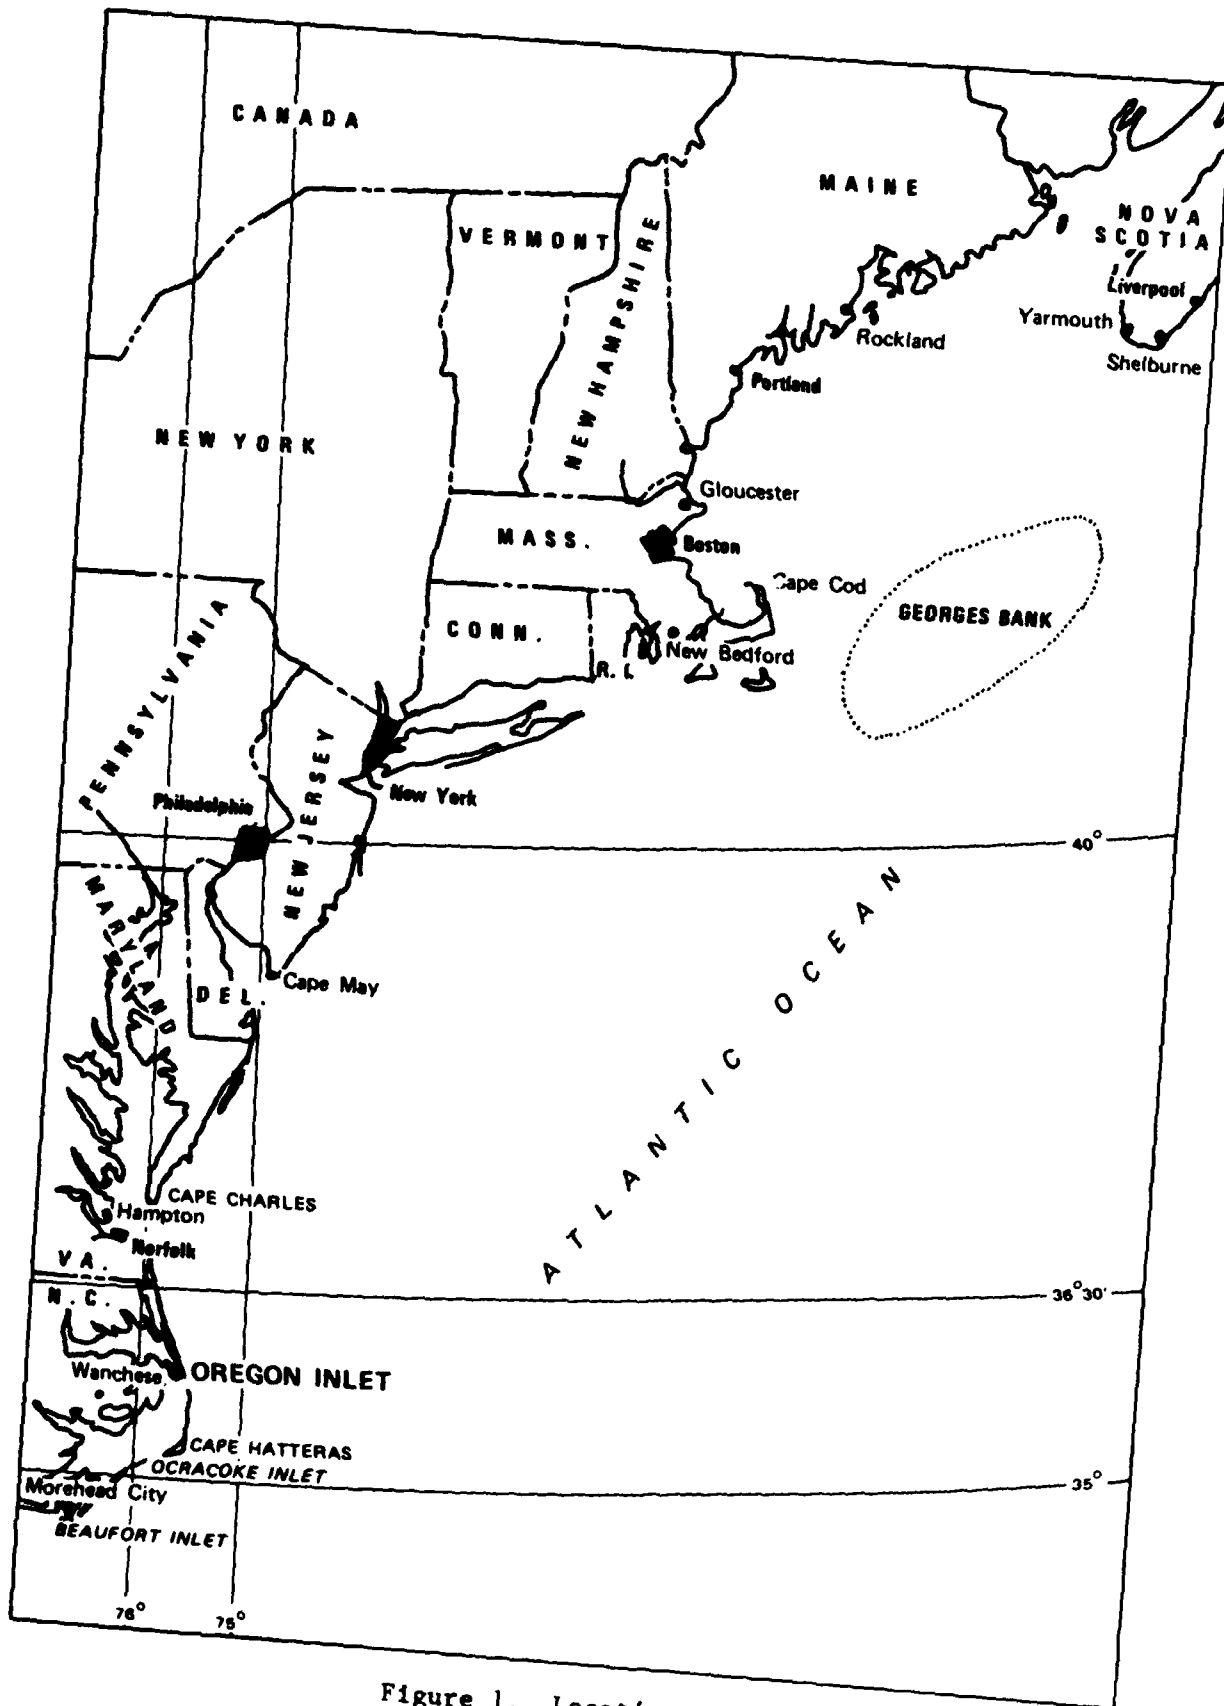 CANADA
MAINE
NOVA
SCOTIA
VERMONT
NEW HAMPSHIRE
Liverpool
Yarmouth
Shelburne
Rockland
Portland
NEW YORK
Gloucester
MASS.
Boston
Cape Cod
GEORGES BANK
CONN.
R.I.
New Bedford
PENNSYLVANIA
NEW JERSEY
New York
Philadelphia
40°
MARYLAND
DEL.
Cape May
ATLANTIC OCEAN
CAPE CHARLES
Hampton
Norfolk
VA.
N.C.
36°30'
Wanchese
OREGON INLET
CAPE HATTERAS
OCRACOKE INLET
35°
Morehead City
BEAUFORT INLET
76°
75°
Figure 1.